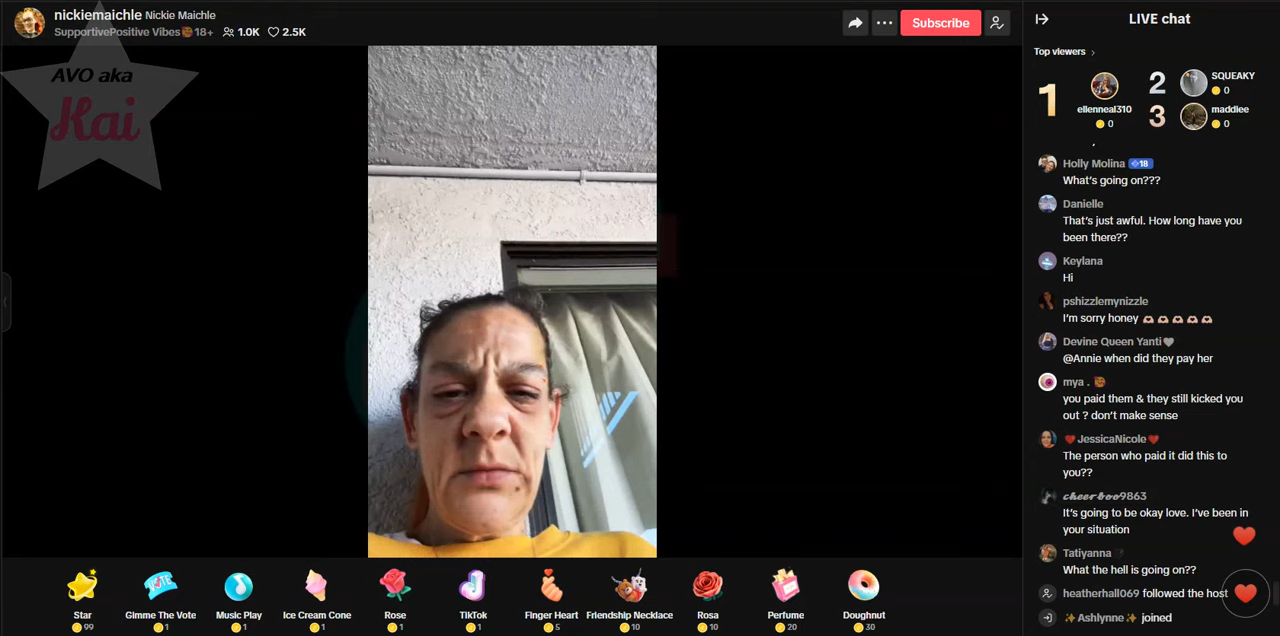 nickiemaichle Nickie Maichle
SupportivePositive Vibes 18+ 1.0K 2.5K
Subscribe
AVO aka
Kai
LIVE chat
Top viewers >
1
ellenneal310
0
2
SQUEAKY
0
3
maddlee
0
Holly Molina 18
What's going on???
Danielle
That's just awful. How long have you
been there??
Keylana
Hi
pshizzlemynizzle
I'm sorry honey
Devine Queen Yanti
@Annie when did they pay her
mya .
you paid them & they still kicked you
out ? don't make sense
JessicaNicole
The person who paid it did this to
you??
𝓬𝓱𝓮𝓮𝓻𝓫𝓸𝓸9863
It's going to be okay love. I've been in
your situation
Tatiyanna
What the hell is going on??
heatherhall069 followed the host
Ashlynne joined
Star
99
Gimme The Vote
1
Music Play
1
Ice Cream Cone
1
Rose
1
TikTok
1
Finger Heart
5
Friendship Necklace
10
Rosa
10
Perfume
20
Doughnut
30